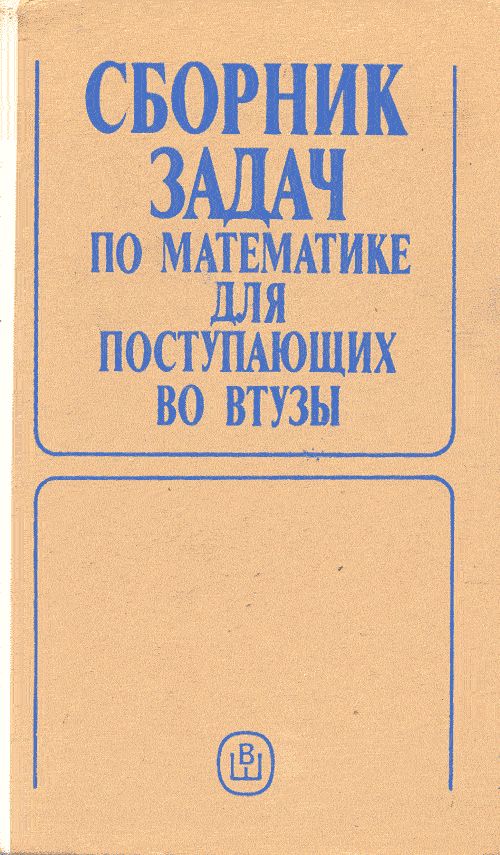 СБОРНИК
ЗАДАЧ
ПО МАТЕМАТИКЕ
ДЛЯ
ПОСТУПАЮЩИХ
ВО ВТУЗЫ
В
Ш